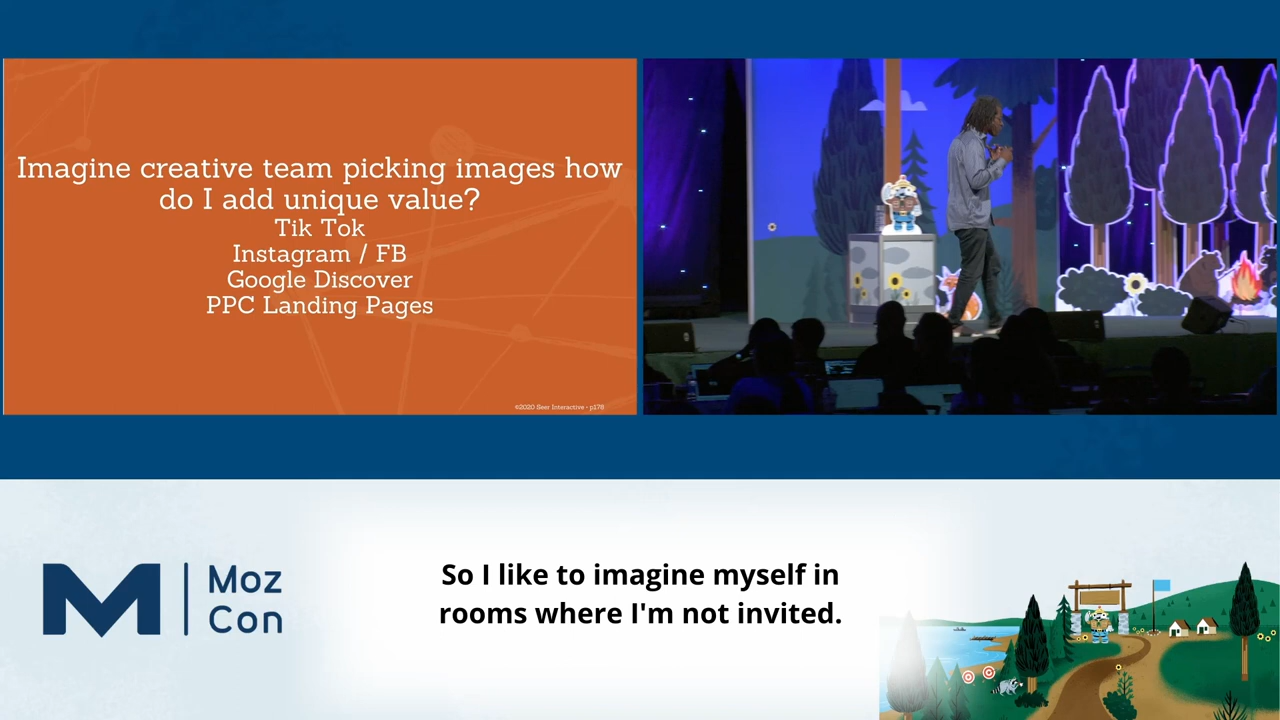 Imagine creative team picking images how
do I add unique value?
Tik Tok
Instagram / FB
Google Discover
PPC Landing Pages
©2020 Seer Interactive • p176
Moz
Con
So I like to imagine myself in
rooms where I'm not invited.